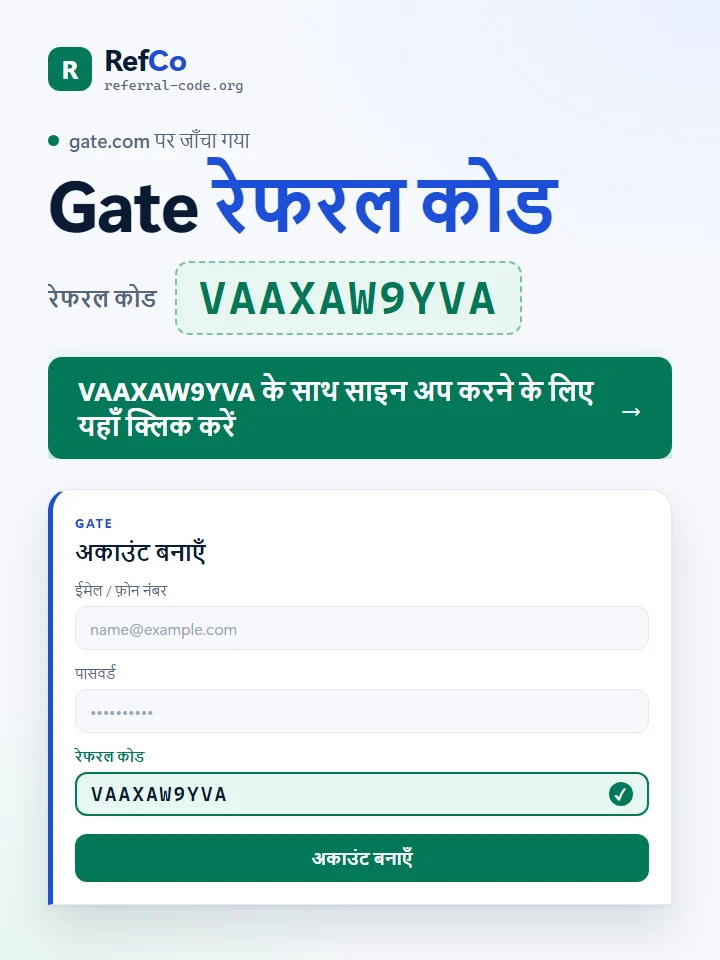 R
RefCo
referral-code.org
gate.com पर जाँचा गया
Gate रेफरल कोड
रेफरल कोड
VAAXAW9YVA
VAAXAW9YVA के साथ साइन अप करने के लिए
यहाँ क्लिक करें
→
GATE
अकाउंट बनाएँ
ईमेल / फ़ोन नंबर
name@example.com
पासवर्ड
••••••••••
रेफरल कोड
VAAXAW9YVA
✓
अकाउंट बनाएँ